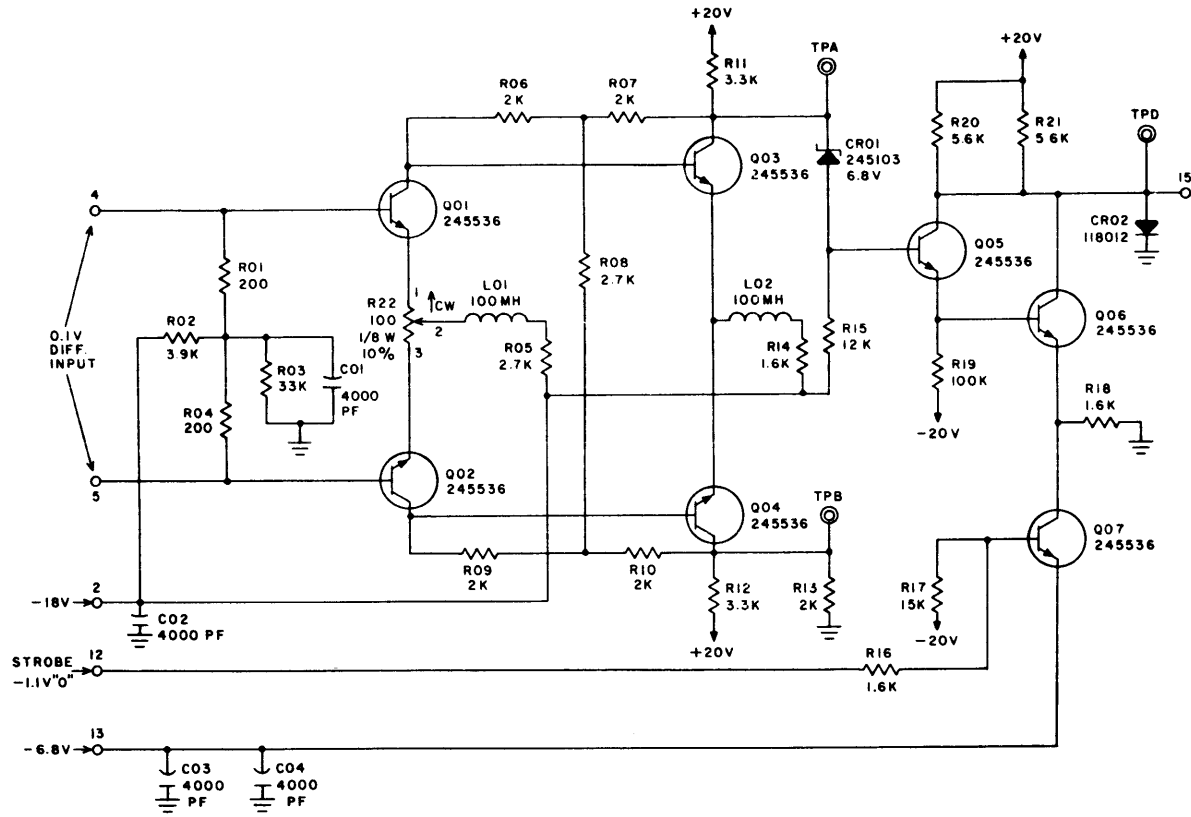 +20V
TPA
R11
3.3K
+20V
R06
2K
R07
2K
TPD
R20
5.6K
R21
5.6K
CR01
245103
6.8V
Q03
245536
15
4
Q01
245536
CR02
118012
Q05
245536
R01
200
R08
2.7K
L01
100MH
L02
100MH
1
CW
R22
100
1/8 W
10%
2
3
Q06
245536
R02
3.9K
0.1V
DIFF.
INPUT
R05
2.7K
R14
1.6K
R15
12K
R03
33K
C01
4000
PF
R19
100K
R18
1.6K
R04
200
-20V
Q02
245536
5
TPB
Q04
245536
Q07
245536
R09
2K
R10
2K
R12
3.3K
R13
2K
R17
15K
-18V
2
C02
4000 PF
-20V
+20V
STROBE
-1.1V"0"
12
R16
1.6K
-6.8V
13
C03
4000
PF
C04
4000
PF